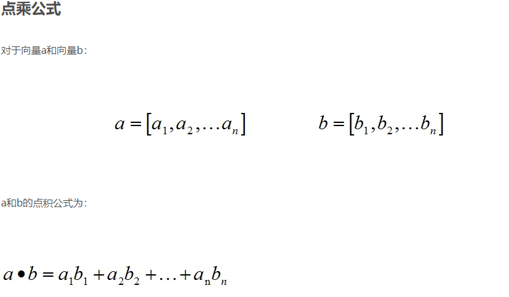 点乘公式
对于向量a和向量b：
a = [a₁, a₂, …aₙ] b = [b₁, b₂, …bₙ]
a和b的点积公式为：
a • b = a₁b₁ + a₂b₂ + … + aₙbₙ